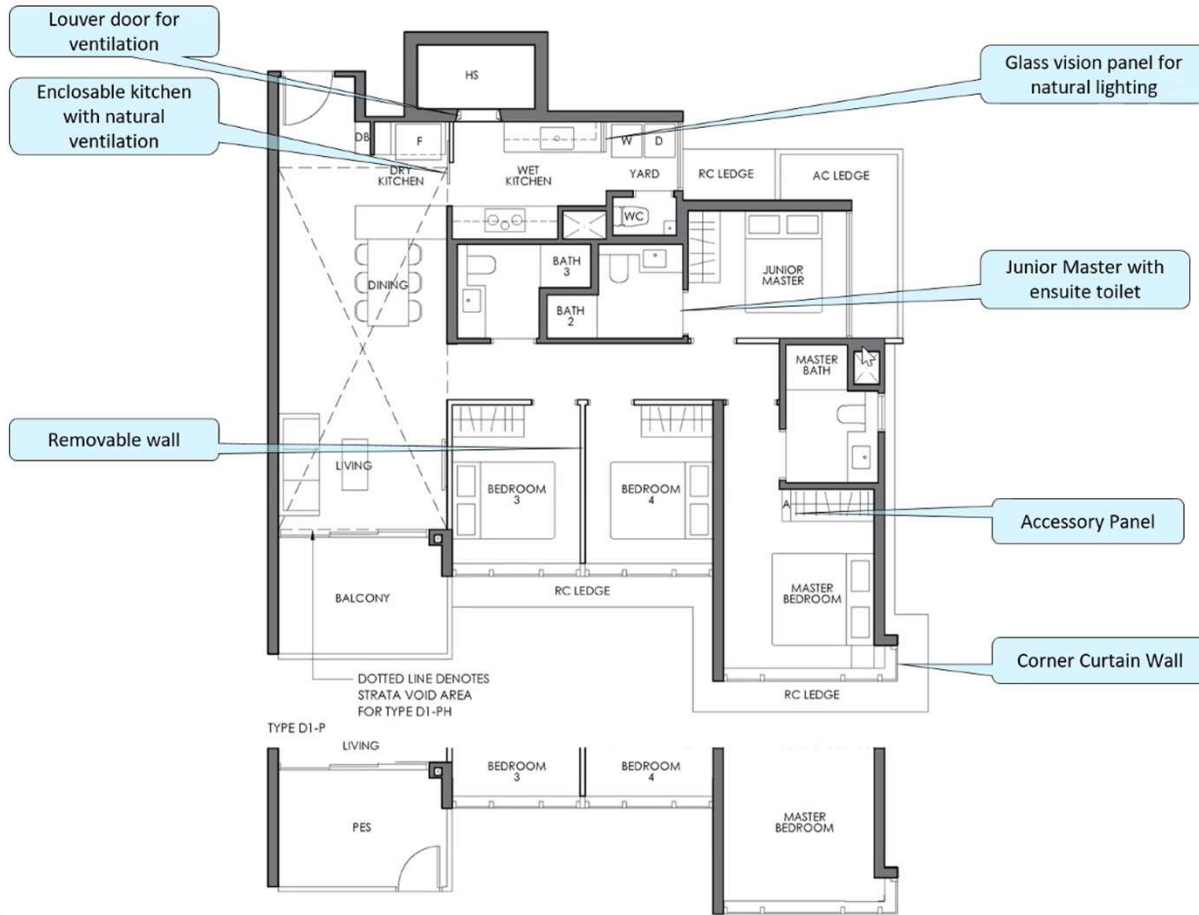 Louver door for
ventilation
Enclosable kitchen
with natural
ventilation
Glass vision panel for
natural lighting
HS
DB
F
W
D
DRY
KITCHEN
WET
KITCHEN
YARD
RC LEDGE
AC LEDGE
WC
BATH
3
BATH
2
JUNIOR
MASTER
Junior Master with
ensuite toilet
DINING
MASTER
BATH
Removable wall
LIVING
BEDROOM
3
BEDROOM
4
A
Accessory Panel
MASTER
BEDROOM
RC LEDGE
BALCONY
Corner Curtain Wall
RC LEDGE
DOTTED LINE DENOTES
STRATA VOID AREA
FOR TYPE D1-PH
TYPE D1-P
LIVING
BEDROOM
3
BEDROOM
4
PES
MASTER
BEDROOM